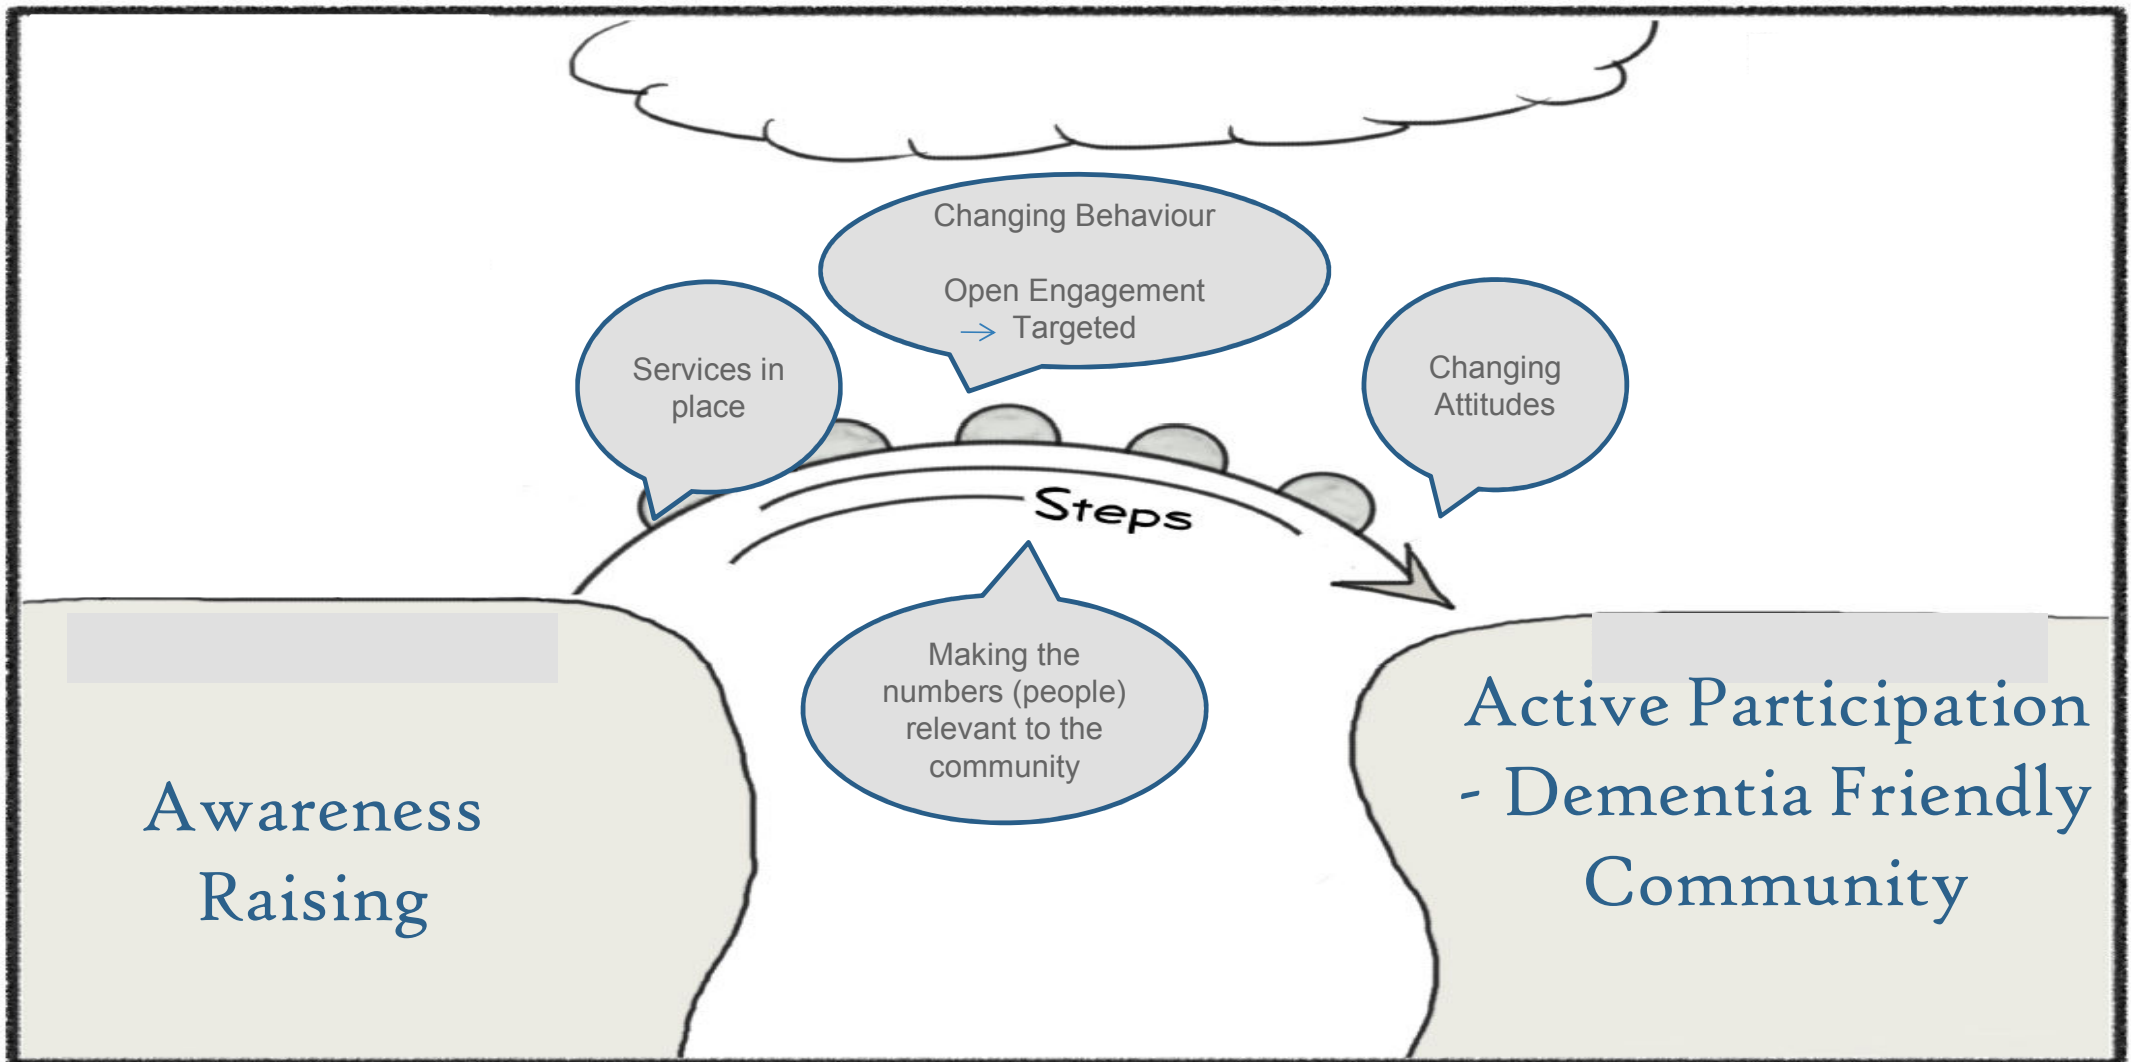 Changing Behaviour
Open Engagement
→ Targeted
Services in
place
Changing
Attitudes
Steps
Making the
numbers (people)
relevant to the
community
Awareness
Raising
Active Participation
- Dementia Friendly
Community